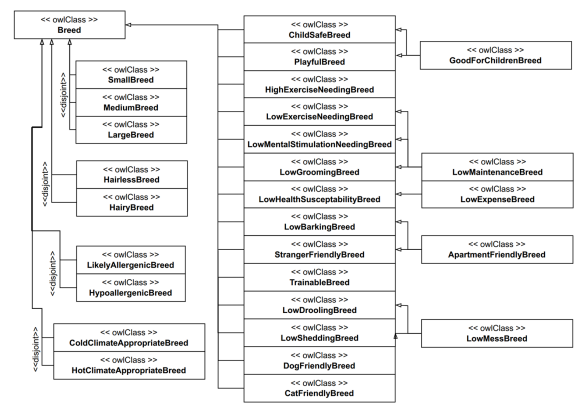 << owlClass >>
Breed
<<disjoint>>
<< owlClass >>
SmallBreed
<< owlClass >>
MediumBreed
<< owlClass >>
LargeBreed
<<disjoint>>
<< owlClass >>
HairlessBreed
<< owlClass >>
HairyBreed
<<disjoint>>
<< owlClass >>
LikelyAllergenicBreed
<< owlClass >>
HypoallergenicBreed
<<disjoint>>
<< owlClass >>
ColdClimateAppropriateBreed
<< owlClass >>
HotClimateAppropriateBreed
<< owlClass >>
ChildSafeBreed
<< owlClass >>
PlayfulBreed
<< owlClass >>
HighExerciseNeedingBreed
<< owlClass >>
LowExerciseNeedingBreed
<< owlClass >>
LowMentalStimulationNeedingBreed
<< owlClass >>
LowGroomingBreed
<< owlClass >>
LowHealthSusceptabilityBreed
<< owlClass >>
LowBarkingBreed
<< owlClass >>
StrangerFriendlyBreed
<< owlClass >>
TrainableBreed
<< owlClass >>
LowDroolingBreed
<< owlClass >>
LowSheddingBreed
<< owlClass >>
DogFriendlyBreed
<< owlClass >>
CatFriendlyBreed
<< owlClass >>
GoodForChildrenBreed
<< owlClass >>
LowMaintenanceBreed
<< owlClass >>
LowExpenseBreed
<< owlClass >>
ApartmentFriendlyBreed
<< owlClass >>
LowMessBreed